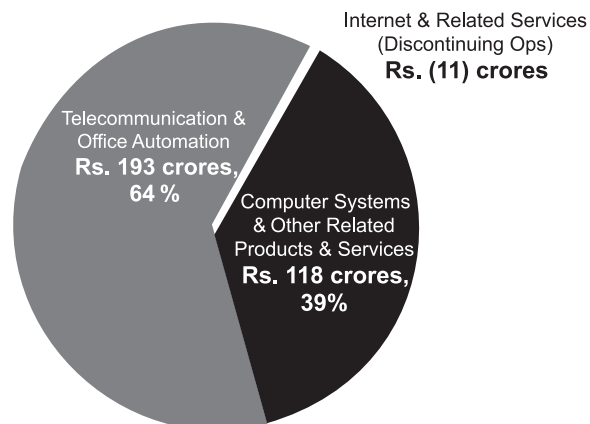 Internet & Related Services
(Discontinuing Ops)
Rs. (11) crores
Telecommunication &
Office Automation
Rs. 193 crores,
64 %
Computer Systems
& Other Related
Products & Services
Rs. 118 crores,
39%